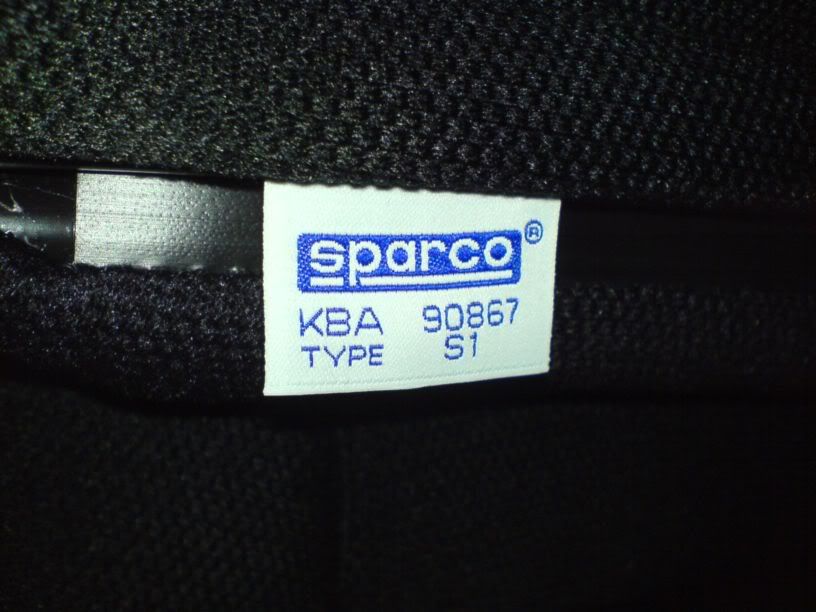 sparco®
KBA 90867
TYPE S1